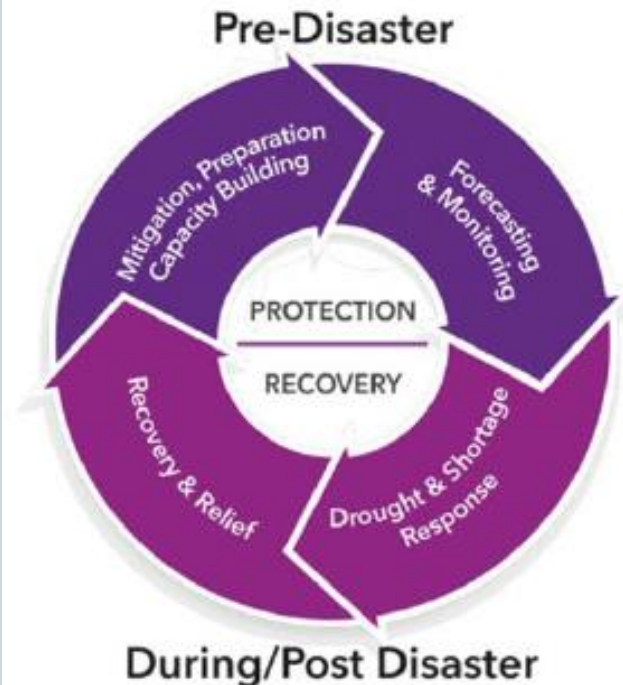 Pre-Disaster
Mitigation, Preparation
Capacity Building
Forecasting
& Monitoring
PROTECTION
RECOVERY
Recovery & Relief
Drought & Shortage
Response
During/Post Disaster